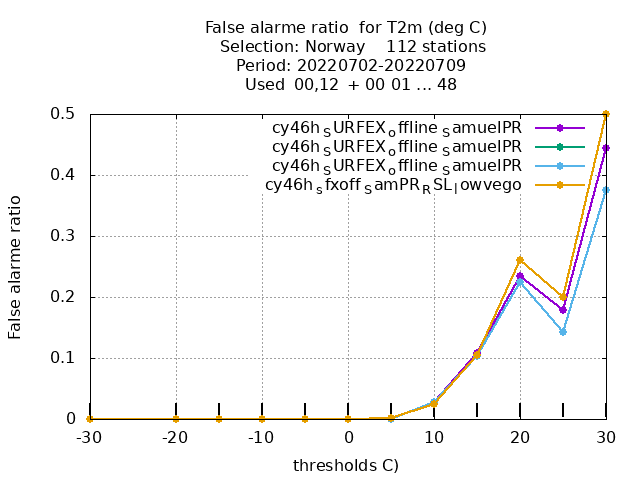 False alarme ratio  for T2m (deg C)
Selection: Norway    112 stations
Period: 20220702-20220709
Used  00,12  + 00 01 ... 48
0.5
0.4
0.3
0.2
0.1
0
False alarme ratio
cy46h_SURFEX_offline_SamuelPR
cy46h_SURFEX_offline_SamuelPR
cy46h_SURFEX_offline_SamuelPR
cy46h_sfxoff_SamPR_RSL_lowvego
-30 -20 -10 0 10 20 30
thresholds C)